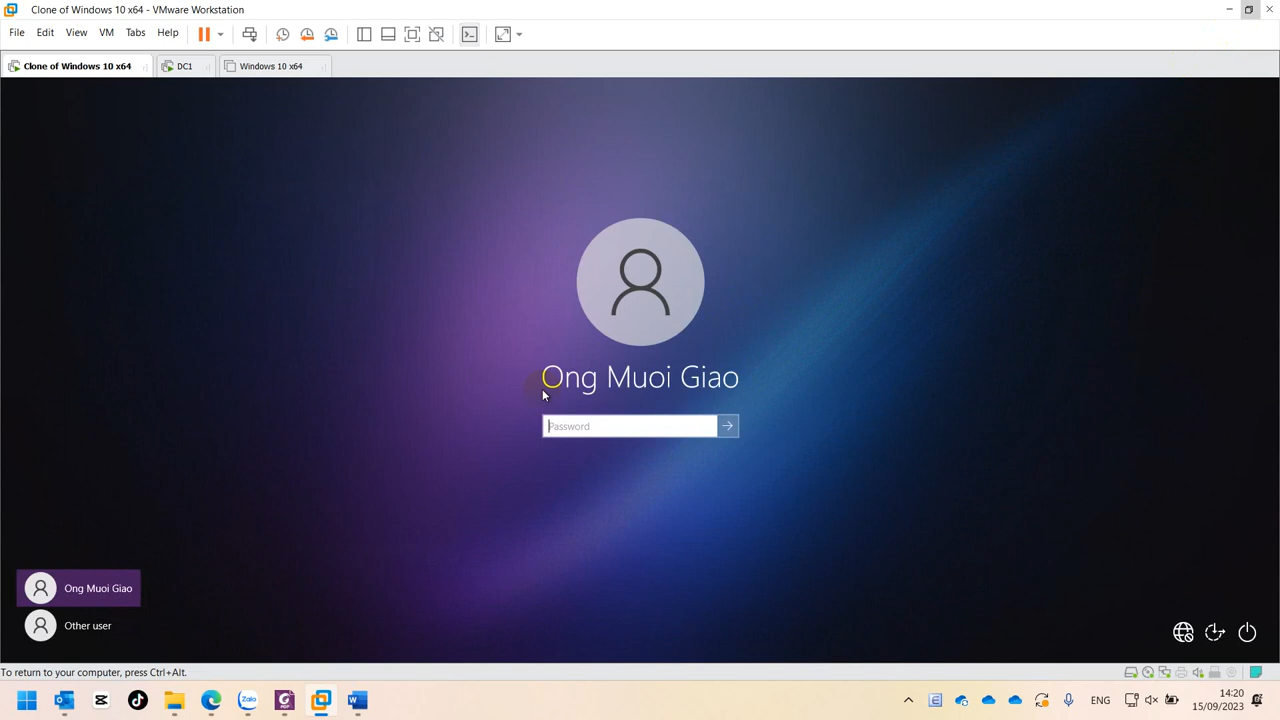 Clone of Windows 10 x64 - VMware Workstation
File Edit View VM Tabs Help
Clone of Windows 10 x64 DC1 Windows 10 x64
Ong Muoi Giao
Password
Ong Muoi Giao
Other user
To return to your computer, press Ctrl+Alt.
Zalo
PDF
ENG
14:20
15/09/2023